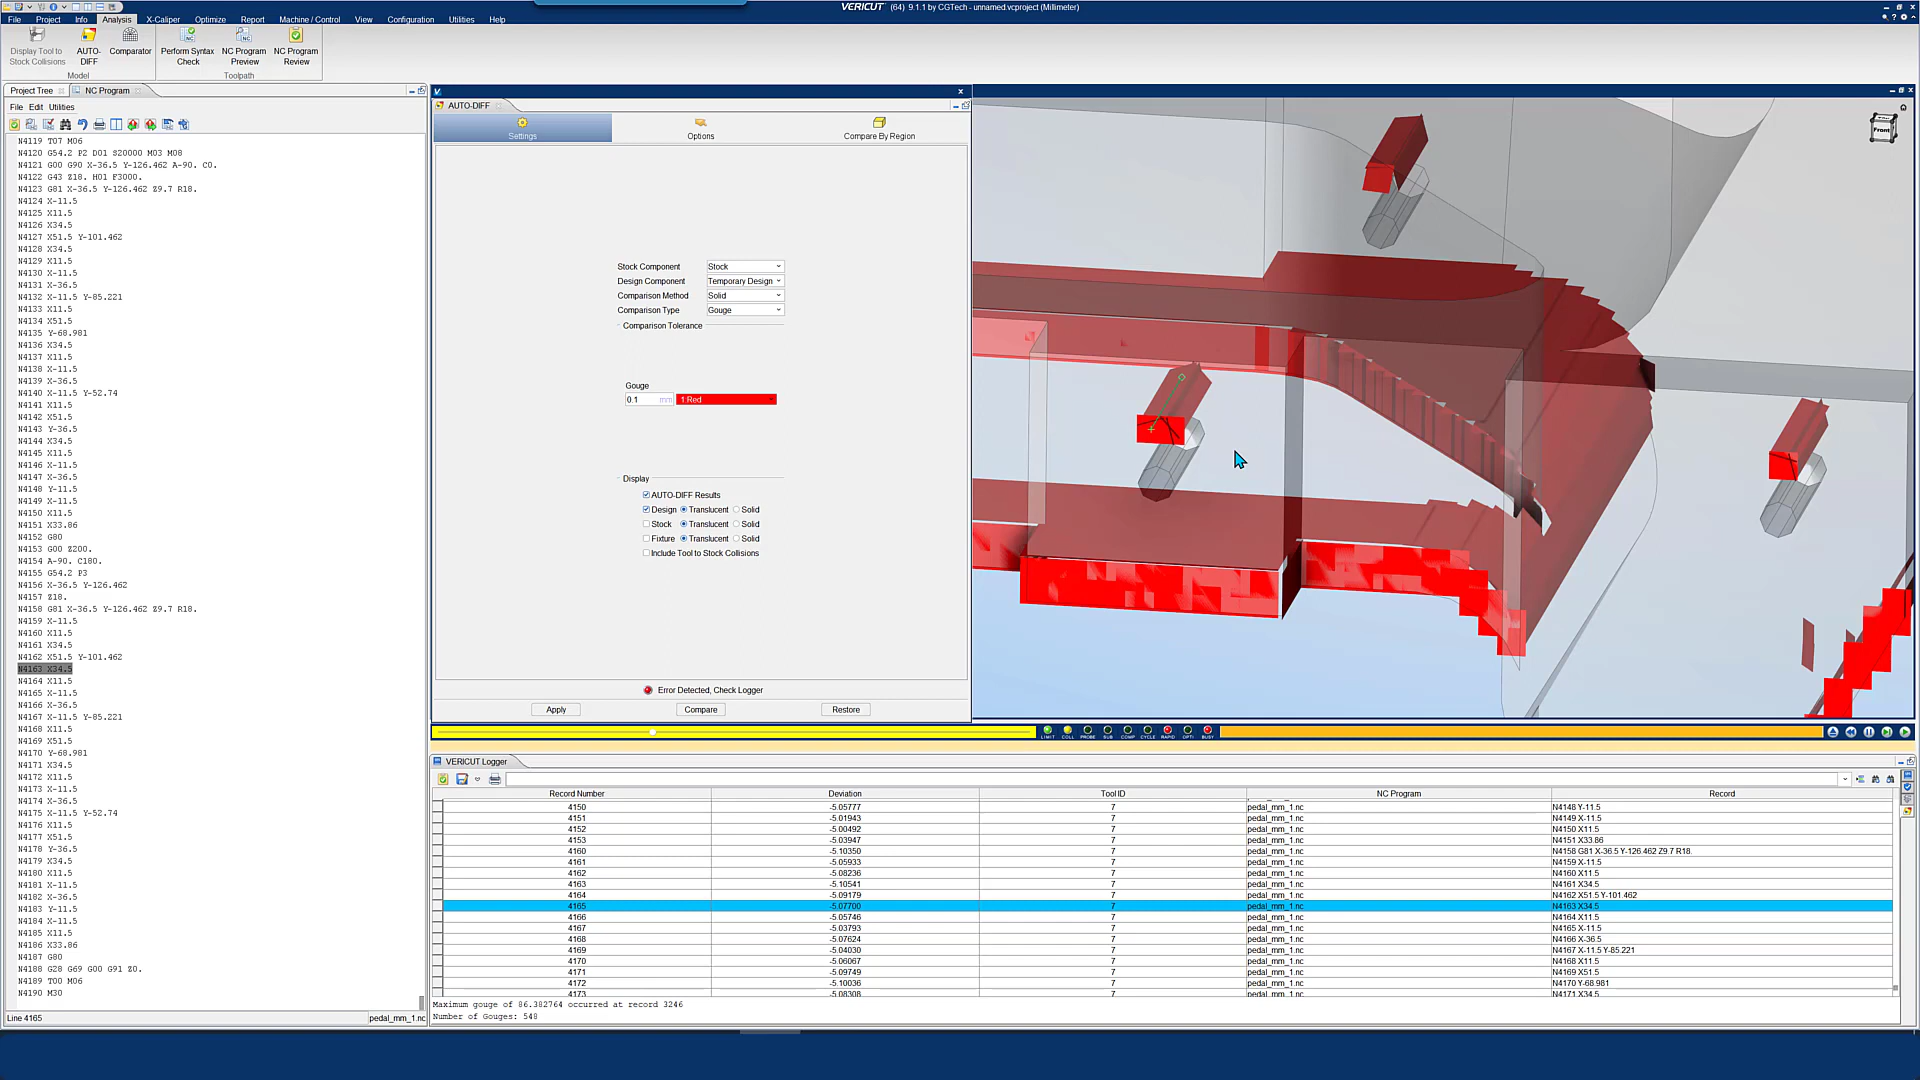 VERICUT (64) 9.1.1 by CGTech - unnamed.vcproject (Millimeter)
File Project Info Analysis X-Caliper Optimize Report Machine / Control View Configuration Utilities Help
Display Tool to Stock Collisions
AUTO-DIFF
Comparator
Perform Syntax Check
NC Program Preview
NC Program Review
Model
Toolpath
Project Tree
NC Program
File Edit Utilities
N4119 T07 M06
N4120 G54.2 P2 D01 S20000 M03 M08
N4121 G00 G90 X-36.5 Y-126.462 A-90. C0.
N4122 G43 Z18. H01 F3000.
N4123 G81 X-36.5 Y-126.462 Z9.7 R18.
N4124 X-11.5
N4125 X11.5
N4126 X34.5
N4127 X51.5 Y-101.462
N4128 X34.5
N4129 X11.5
N4130 X-11.5
N4131 X-36.5
N4132 X-11.5 Y-85.221
N4133 X11.5
N4134 X51.5
N4135 Y-68.981
N4136 X34.5
N4137 X11.5
N4138 X-11.5
N4139 X-36.5
N4140 X-11.5 Y-52.74
N4141 X11.5
N4142 X51.5
N4143 Y-36.5
N4144 X34.5
N4145 X11.5
N4146 X-11.5
N4147 X-36.5
N4148 Y-11.5
N4149 X-11.5
N4150 X11.5
N4151 X33.86
N4152 G80
N4153 G00 Z200.
N4154 A-90. C180.
N4155 G54.2 P3
N4156 X-36.5 Y-126.462
N4157 Z18.
N4158 G81 X-36.5 Y-126.462 Z9.7 R18.
N4159 X-11.5
N4160 X11.5
N4161 X34.5
N4162 X51.5 Y-101.462
N4163 X34.5
N4164 X11.5
N4165 X-11.5
N4166 X-36.5
N4167 X-11.5 Y-85.221
N4168 X11.5
N4169 X51.5
N4170 Y-68.981
N4171 X34.5
N4172 X11.5
N4173 X-11.5
N4174 X-36.5
N4175 X-11.5 Y-52.74
N4176 X11.5
N4177 X51.5
N4178 Y-36.5
N4179 X34.5
N4180 X11.5
N4181 X-11.5
N4182 X-36.5
N4183 Y-11.5
N4184 X-11.5
N4185 X11.5
N4186 X33.86
N4187 G80
N4188 G28 G69 G00 G91 Z0.
N4189 T00 M06
N4190 M30
Line 4165
pedal_mm_1.nc
AUTO-DIFF
Settings
Options
Compare By Region
Stock Component Stock
Design Component Temporary Design
Comparison Method Solid
Comparison Type Gouge
Comparison Tolerance
Gouge
0.1 mm 1:Red
Display
AUTO-DIFF Results
Design Translucent Solid
Stock Translucent Solid
Fixture Translucent Solid
Include Tool to Stock Collisions
Error Detected, Check Logger
Apply Compare Restore
Front
LIMIT COLL PROBE SUB COMP CYCLE RAPID OPTI BUSY
VERICUT Logger
Record Number Deviation Tool ID NC Program Record
4150 -5.05777 7 pedal_mm_1.nc N4148 Y-11.5
4151 -5.01943 7 pedal_mm_1.nc N4149 X-11.5
4152 -5.00492 7 pedal_mm_1.nc N4150 X11.5
4153 -5.03947 7 pedal_mm_1.nc N4151 X33.86
4160 -5.10350 7 pedal_mm_1.nc N4158 G81 X-36.5 Y-126.462 Z9.7 R18.
4161 -5.05933 7 pedal_mm_1.nc N4159 X-11.5
4162 -5.08236 7 pedal_mm_1.nc N4160 X11.5
4163 -5.10541 7 pedal_mm_1.nc N4161 X34.5
4164 -5.09179 7 pedal_mm_1.nc N4162 X51.5 Y-101.462
4165 -5.07700 7 pedal_mm_1.nc N4163 X34.5
4166 -5.05746 7 pedal_mm_1.nc N4164 X11.5
4167 -5.03793 7 pedal_mm_1.nc N4165 X-11.5
4168 -5.07624 7 pedal_mm_1.nc N4166 X-36.5
4169 -5.04030 7 pedal_mm_1.nc N4167 X-11.5 Y-85.221
4170 -5.06067 7 pedal_mm_1.nc N4168 X11.5
4171 -5.09749 7 pedal_mm_1.nc N4169 X51.5
4172 -5.10036 7 pedal_mm_1.nc N4170 Y-68.981
4173 -5.08308 7 pedal_mm_1.nc N4171 X34.5
Maximum gouge of 86.382764 occurred at record 3246
Number of Gouges: 548